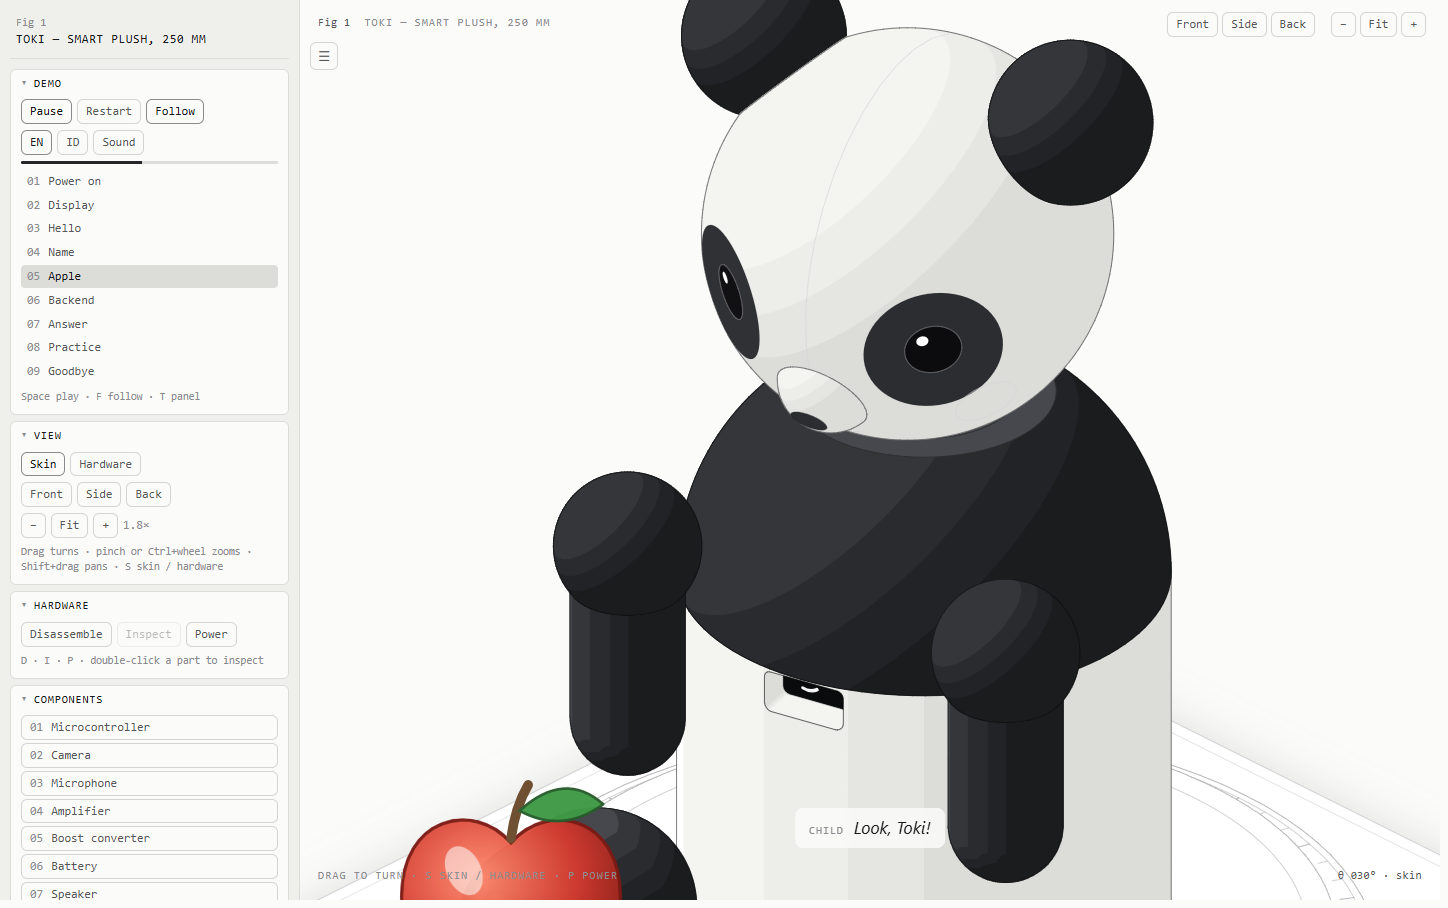 Fig 1
TOKI — SMART PLUSH, 250 MM
▾ DEMO
Pause Restart Follow
EN ID Sound
01 Power on
02 Display
03 Hello
04 Name
05 Apple
06 Backend
07 Answer
08 Practice
09 Goodbye
Space play · F follow · T panel
▾ VIEW
Skin Hardware
Front Side Back
− Fit + 1.8×
Drag turns · pinch or Ctrl+wheel zooms ·
Shift+drag pans · S skin / hardware
▾ HARDWARE
Disassemble Inspect Power
D · I · P · double-click a part to inspect
▾ COMPONENTS
01 Microcontroller
02 Camera
03 Microphone
04 Amplifier
05 Boost converter
06 Battery
07 Speaker
Fig 1 TOKI — SMART PLUSH, 250 MM
☰
Front Side Back − Fit +
CHILD Look, Toki!
DRAG TO TURN · S SKIN / HARDWARE · P POWER
θ 030° · skin